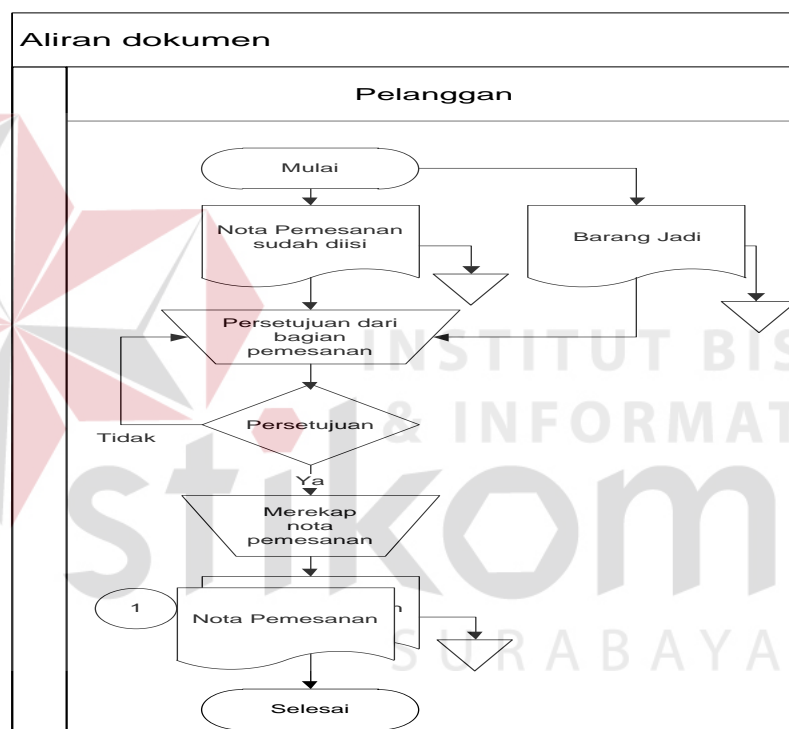 Aliran dokumen
Pelanggan
Mulai
Nota Pemesanan
sudah diisi
Barang Jadi
Persetujuan dari
bagian
pemesanan
Persetujuan
Tidak
Ya
Merekap
nota
pemesanan
1
Nota Pemesanan
Selesai
INSTITUT BIS
& INFORMAT
stikom
SURABAYA